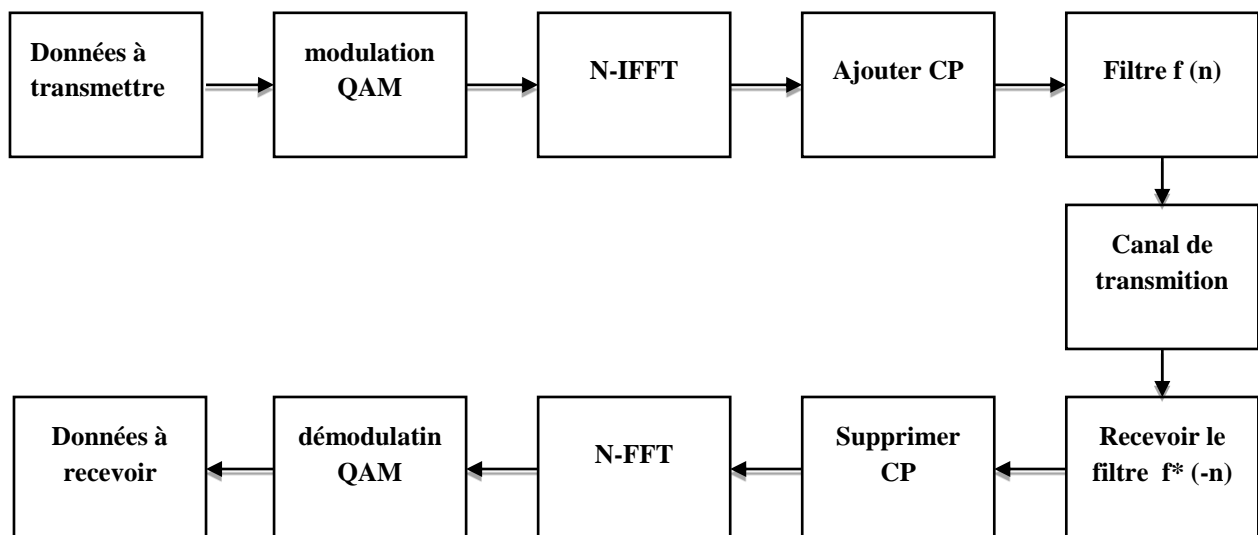 Données à
transmettre
modulation
QAM
N-IFFT
Ajouter CP
Filtre f (n)
Canal de
transmition
Recevoir le
filtre f* (-n)
Supprimer
CP
N-FFT
démodulatin
QAM
Données à
recevoir